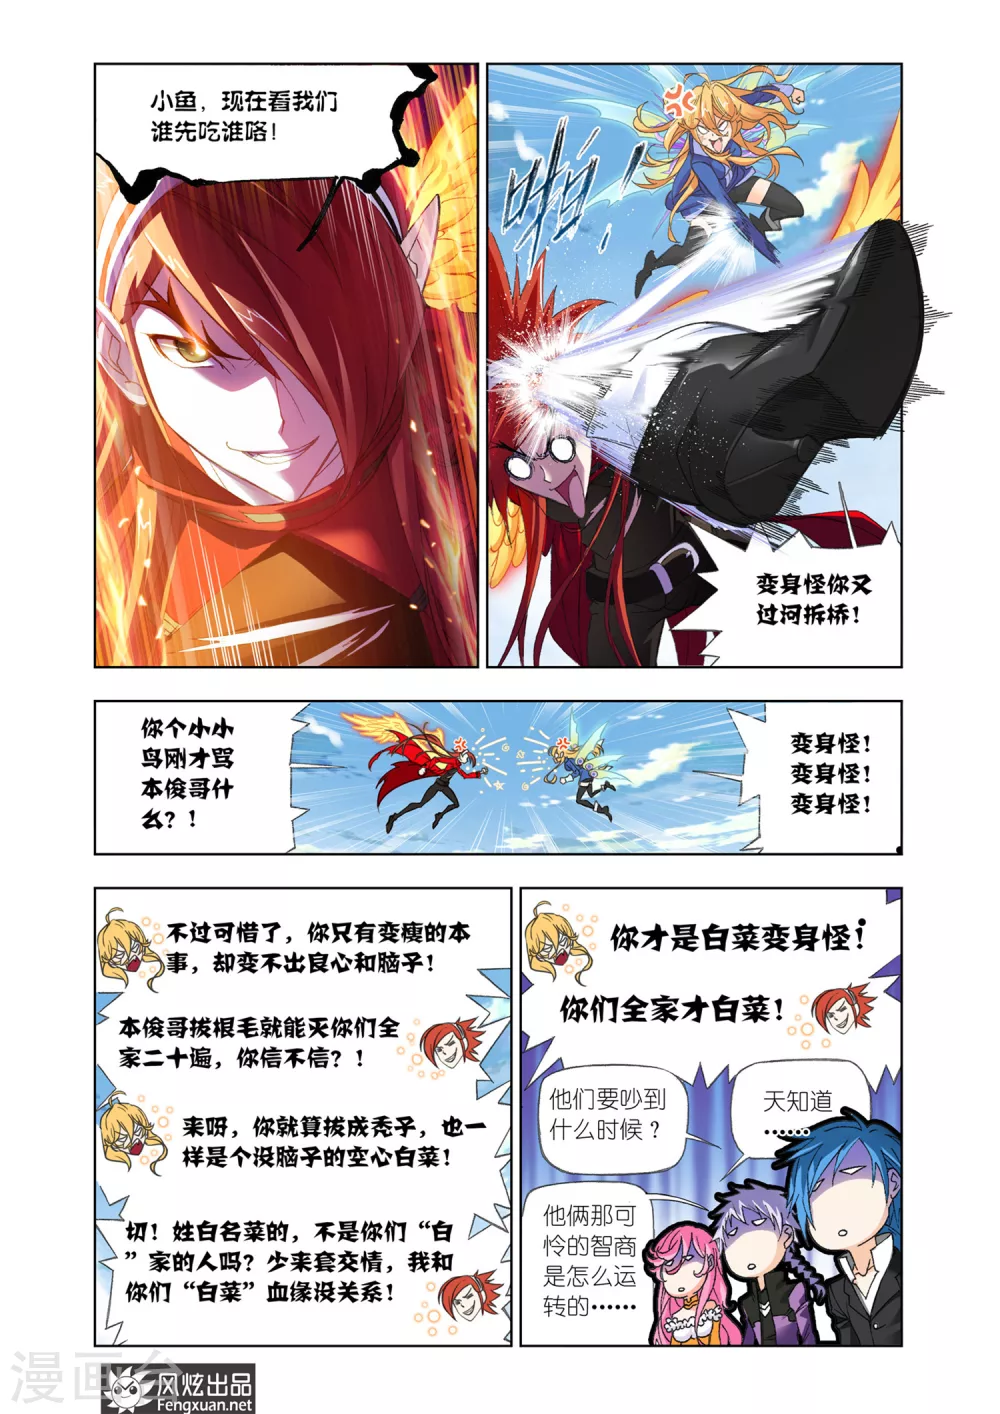 小鱼，现在看我们
谁先吃谁咯！
啪！
变身怪你又
过河拆桥！
你个小小
鸟刚才骂
本俊哥什
么？！
变身怪！
变身怪！
变身怪！
不过可惜了，你只有变瘦的本
事，却变不出良心和脑子！
本俊哥拔根毛就能灭你们全
家二十遍，你信不信？！
来呀，你就算拔成秃子，也一
样是个没脑子的空心白菜！
切！姓白名菜的，不是你们“白
”家的人吗？少来套交情，我和
你们“白菜”血缘没关系！
你才是白菜变身怪！
你们全家才白菜！
他们要吵到
什么时候？
天知道
……
他俩那可
怜的智商
是怎么运
转的……
漫画台
风炫出品
Fengxuan.net